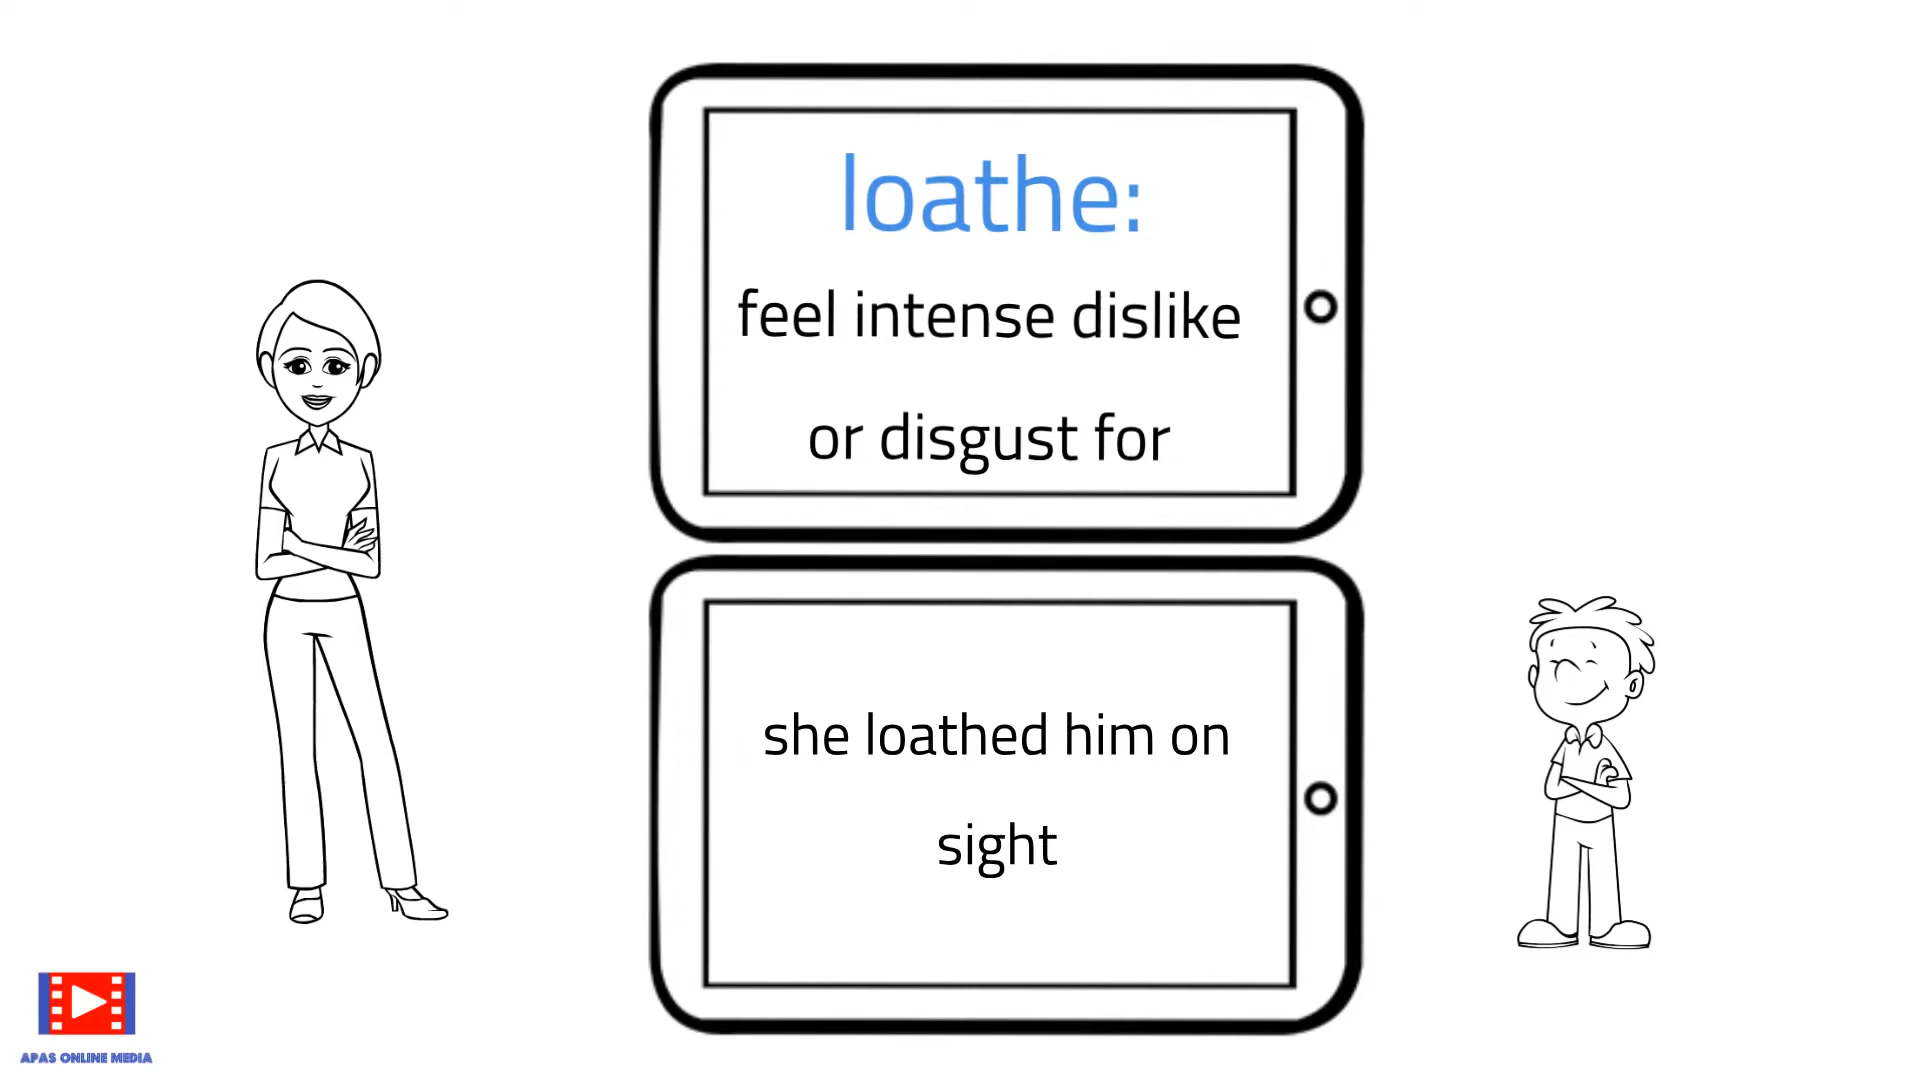 loathe:
feel intense dislike
or disgust for
she loathed him on
sight
APAS ONLINE MEDIA